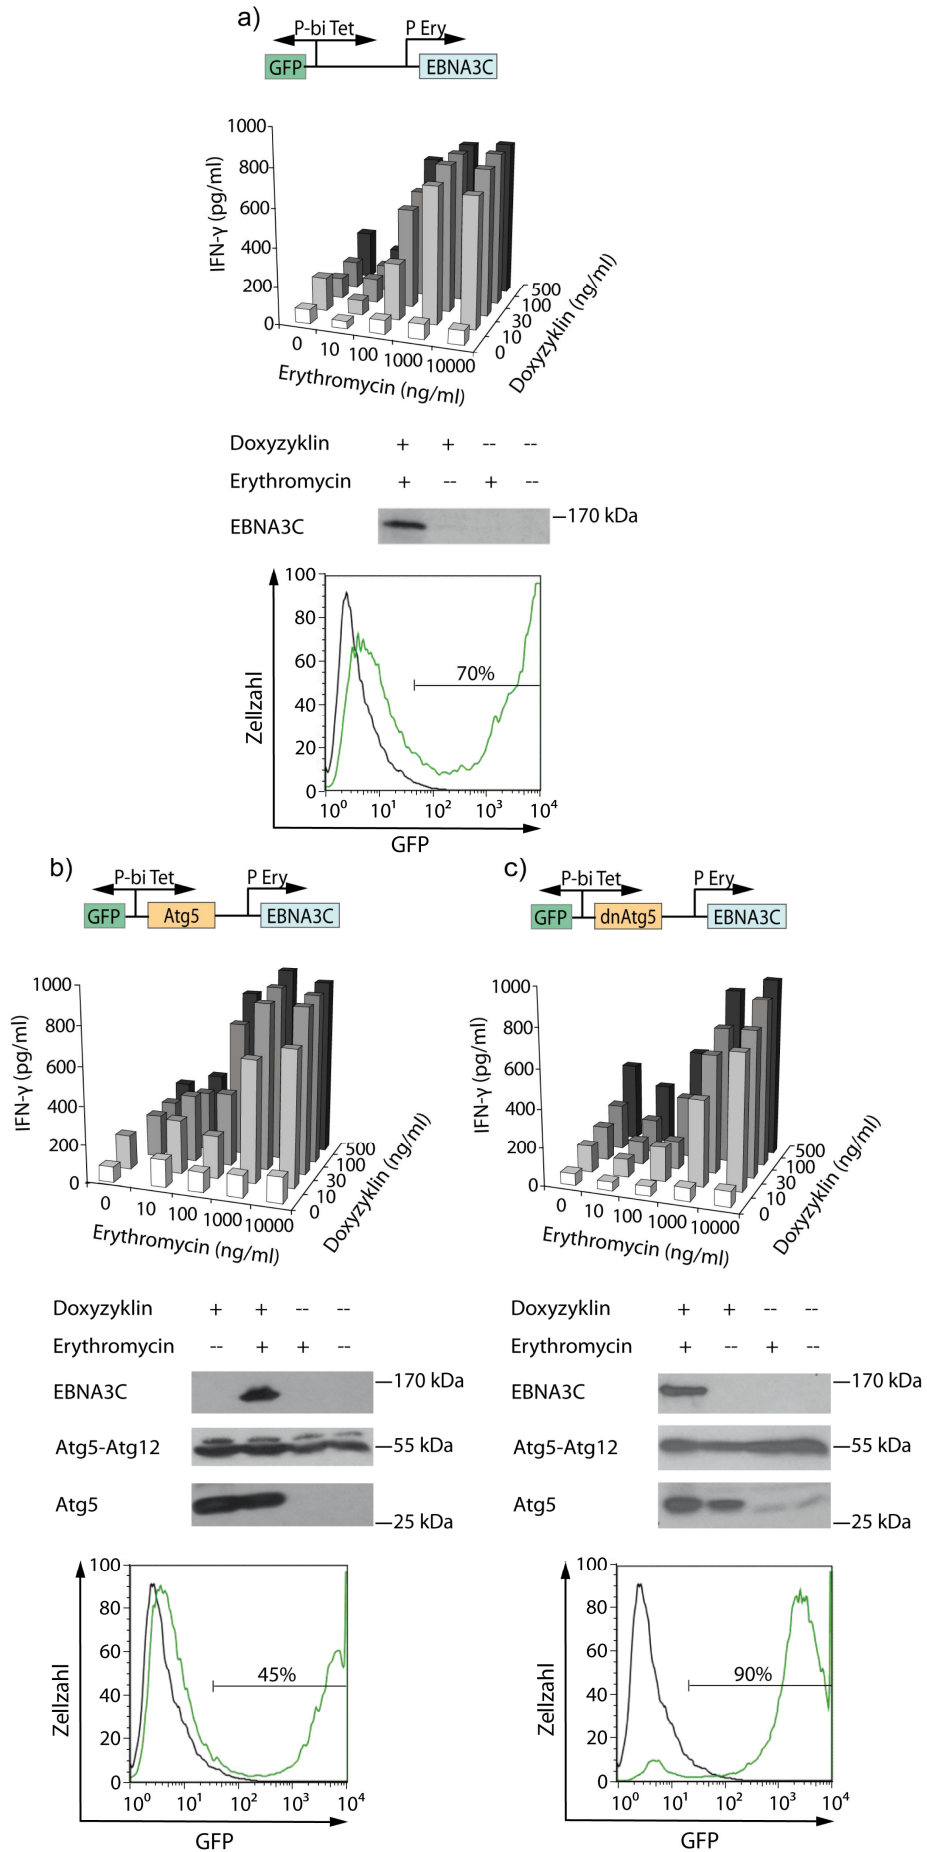 a)
P-bi Tet P Ery
GFP EBNA3C
1000
800
600
400
200
0
IFN-γ (pg/ml)
0 10 100 1000 10000
Erythromycin (ng/ml)
500
100
30
10
0
Doxyzyklin (ng/ml)
Doxyzyklin + + -- --
Erythromycin + -- + --
EBNA3C 170 kDa
100
80
60
40
20
0
Zellzahl
70%
10⁰ 10¹ 10² 10³ 10⁴
GFP
b)
P-bi Tet P Ery
GFP Atg5 EBNA3C
1000
800
600
400
200
0
IFN-γ (pg/ml)
0 10 100 1000 10000
Erythromycin (ng/ml)
500
100
30
10
0
Doxyzyklin (ng/ml)
Doxyzyklin + + -- --
Erythromycin -- + + --
EBNA3C 170 kDa
Atg5-Atg12 55 kDa
Atg5 25 kDa
100
80
60
40
20
0
Zellzahl
45%
10⁰ 10¹ 10² 10³ 10⁴
GFP
c)
P-bi Tet P Ery
GFP dnAtg5 EBNA3C
1000
800
600
400
200
0
IFN-γ (pg/ml)
0 10 100 1000 10000
Erythromycin (ng/ml)
500
100
30
10
0
Doxyzyklin (ng/ml)
Doxyzyklin + + -- --
Erythromycin + -- + --
EBNA3C 170 kDa
Atg5-Atg12 55 kDa
Atg5 25 kDa
100
80
60
40
20
0
Zellzahl
90%
10⁰ 10¹ 10² 10³ 10⁴
GFP